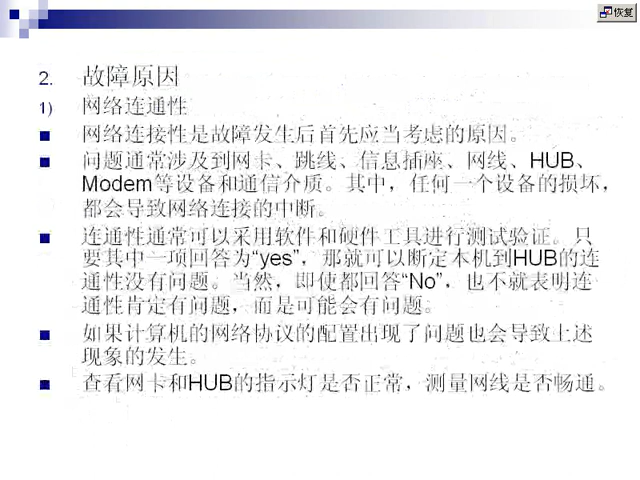 恢复
2. 故障原因
1) 网络连通性
■ 网络连接性是故障发生后首先应当考虑的原因。
■ 问题通常涉及到网卡、跳线、信息插座、网线、HUB、
Modem等设备和通信介质。其中，任何一个设备的损坏，
都会导致网络连接的中断。
■ 连通性通常可以采用软件和硬件工具进行测试验证。只
要其中一项回答为“yes”，那就可以断定本机到HUB的连
通性没有问题。当然，即使都回答“No”，也不就表明连
通性肯定有问题，而是可能会有问题。
■ 如果计算机的网络协议的配置出现了问题也会导致上述
现象的发生。
■ 查看网卡和HUB的指示灯是否正常，测量网线是否畅通。